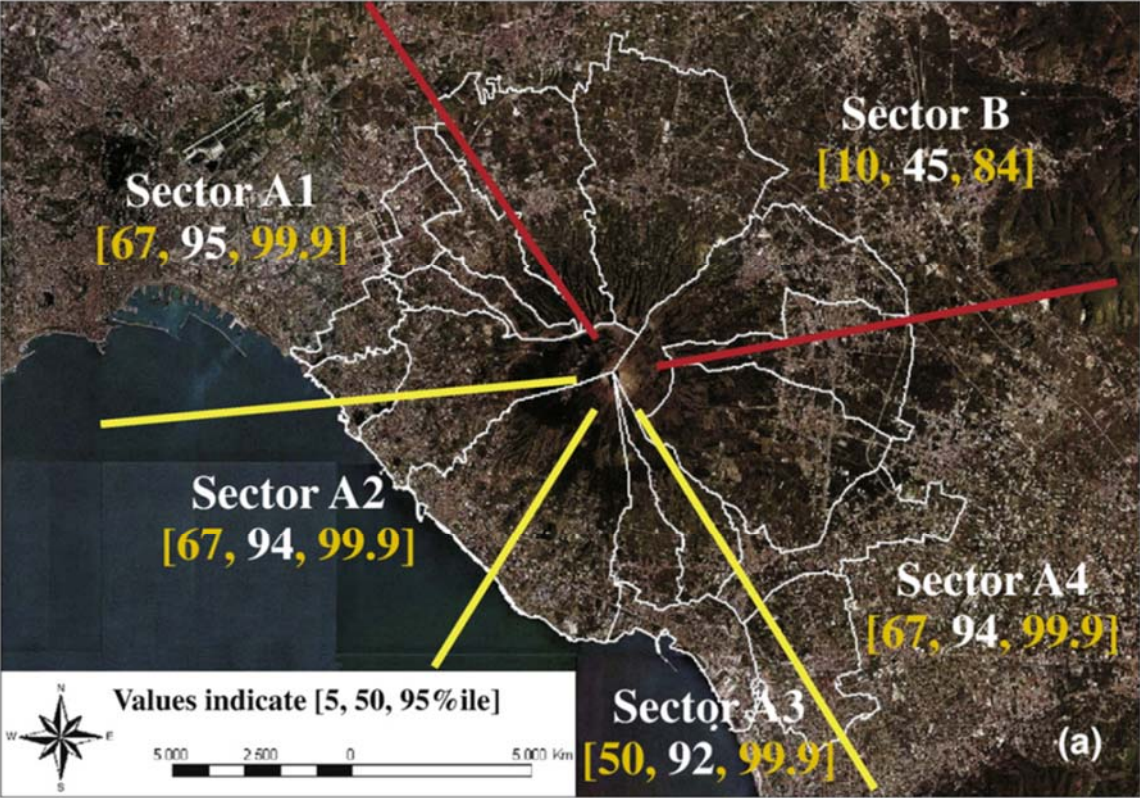 Sector B
[10, 45, 84]
Sector A1
[67, 95, 99.9]
Sector A2
[67, 94, 99.9]
Sector A4
[67, 94, 99.9]
Values indicate [5, 50, 95%ile]
N
W E
S
5.000 2.500 0 5.000 Km
Sector A3
[50, 92, 99.9]
(a)